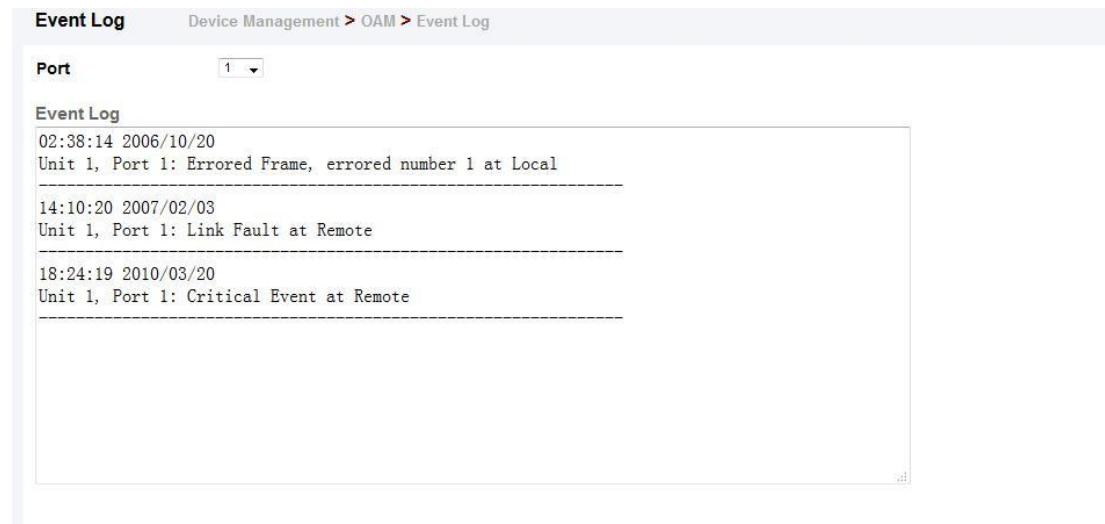 Event Log Device Management > OAM > Event Log
Port 1
Event Log
02:38:14 2006/10/20
Unit 1, Port 1: Errored Frame, errored number 1 at Local
----------------------------------------------------------------
14:10:20 2007/02/03
Unit 1, Port 1: Link Fault at Remote
----------------------------------------------------------------
18:24:19 2010/03/20
Unit 1, Port 1: Critical Event at Remote
----------------------------------------------------------------